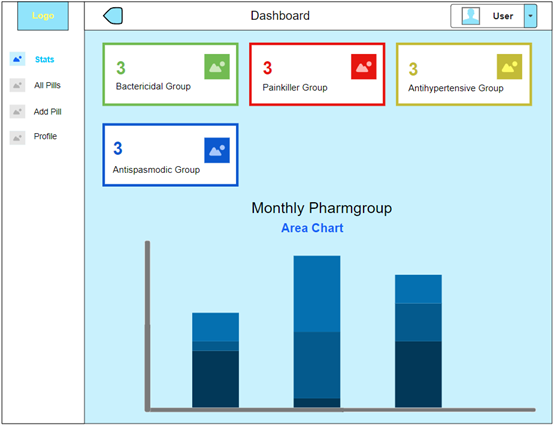 Logo
Dashboard
User
Stats
All Pills
Add Pill
Profile
3
Bactericidal Group
3
Painkiller Group
3
Antihypertensive Group
3
Antispasmodic Group
Monthly Pharmgroup
Area Chart